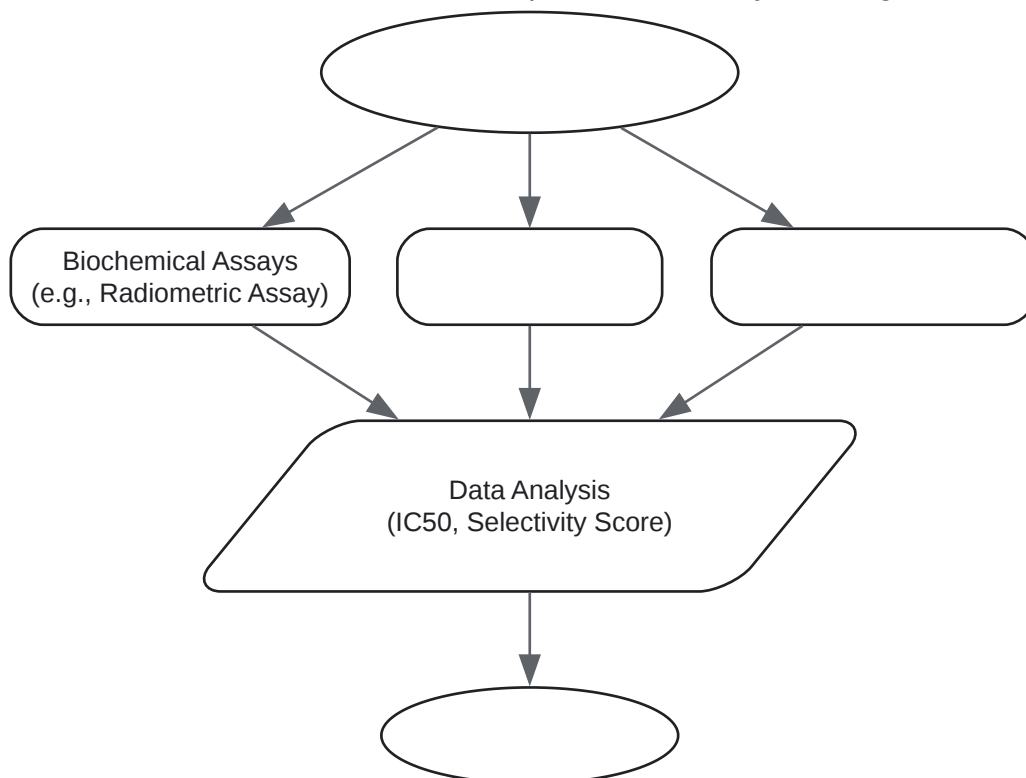 Biochemical Assays
(e.g., Radiometric Assay)
Data Analysis
(IC50, Selectivity Score)